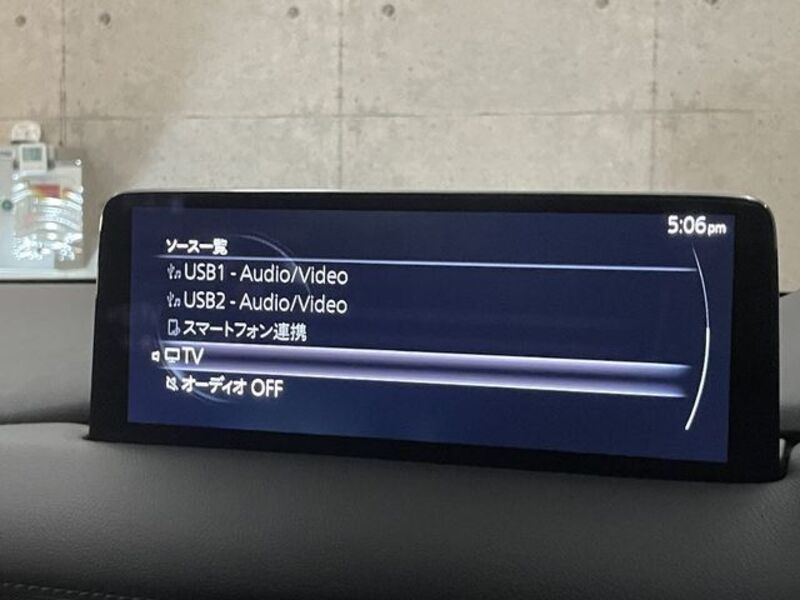 5:06pm
ソース一覧
USB1 - Audio/Video
USB2 - Audio/Video
スマートフォン連携
TV
オーディオ OFF